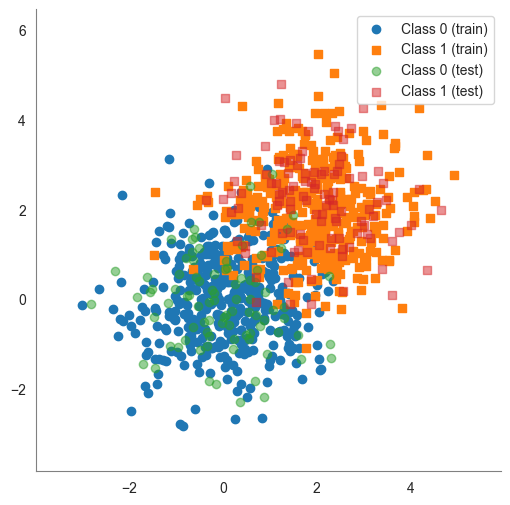 Class 0 (train)
Class 1 (train)
Class 0 (test)
Class 1 (test)
6
4
2
0
−2
−2
0
2
4